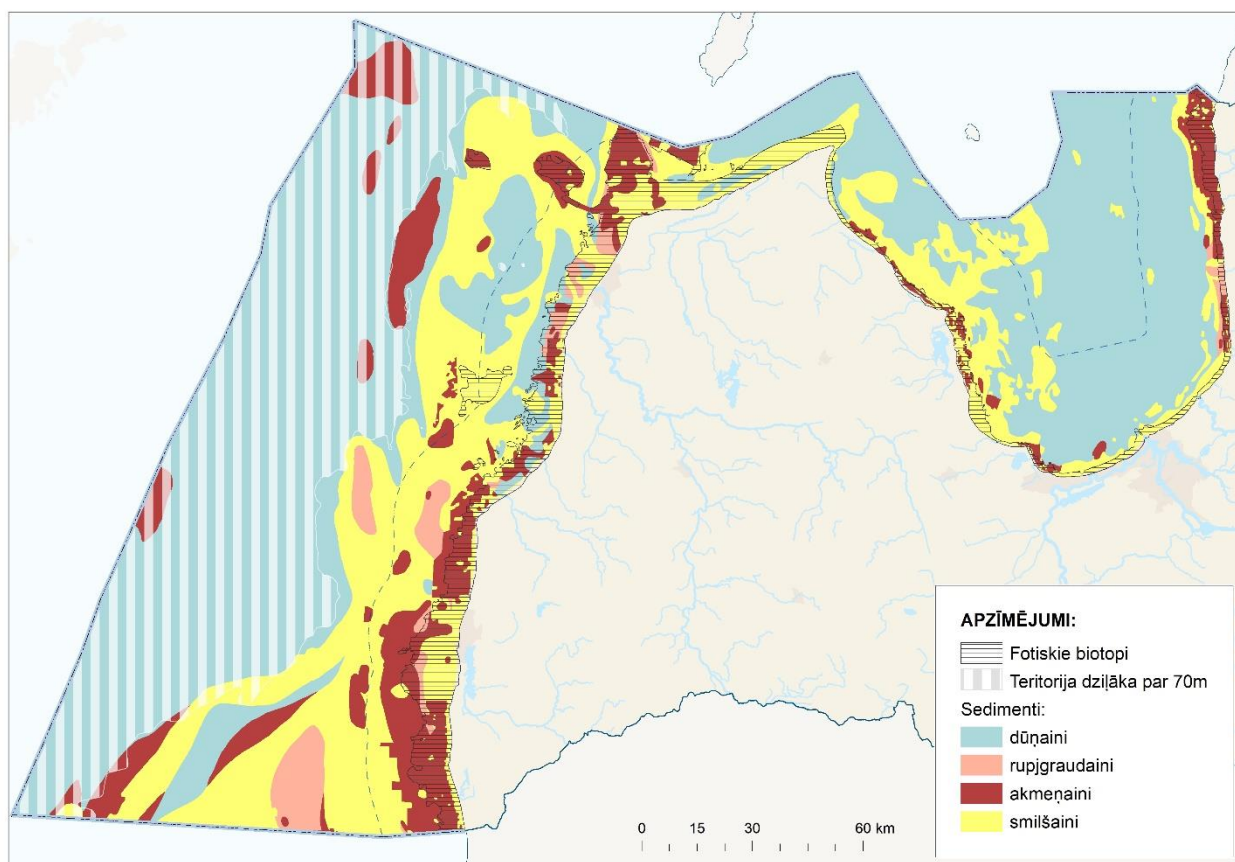 APZĪMĒJUMI:
Fotiskie biotopi
Teritorija dziļāka par 70m
Sedimenti:
dūņaini
rupjgraudaini
akmeņaini
smilšaini
0 15 30 60 km